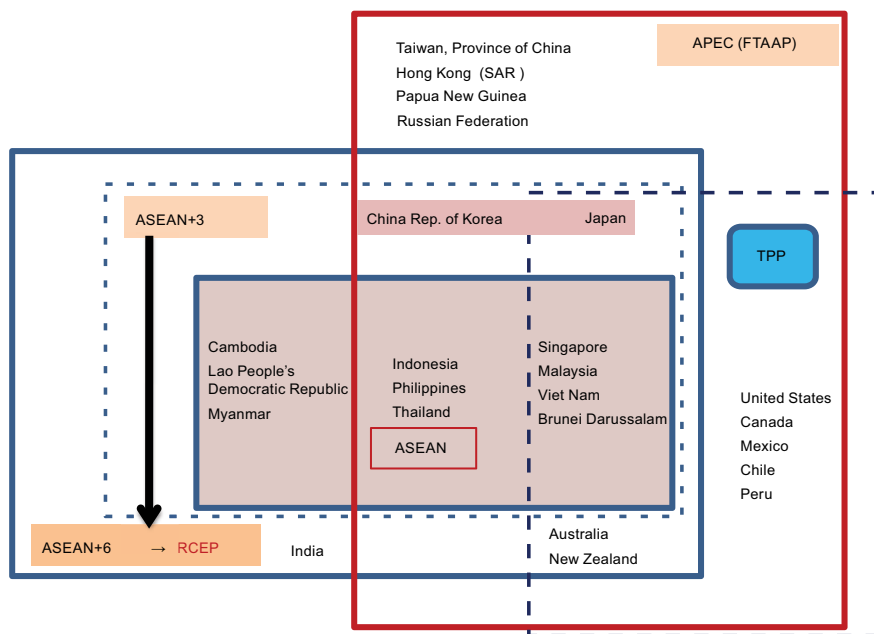 Taiwan, Province of China
Hong Kong (SAR )
Papua New Guinea
Russian Federation
APEC (FTAAP)
ASEAN+3
China Rep. of Korea
Japan
TPP
Cambodia
Lao People's
Democratic Republic
Myanmar
Indonesia
Philippines
Thailand
ASEAN
Singapore
Malaysia
Viet Nam
Brunei Darussalam
United States
Canada
Mexico
Chile
Peru
ASEAN+6 → RCEP
India
Australia
New Zealand